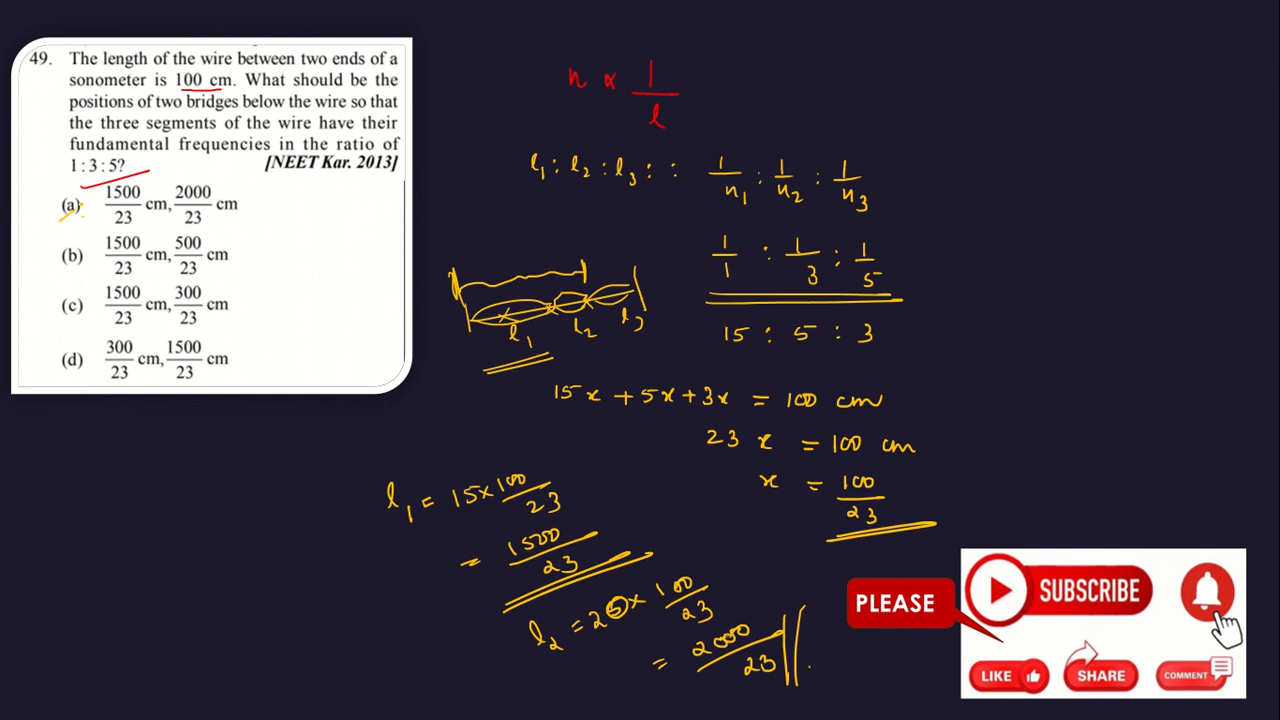 49. The length of the wire between two ends of a
sonometer is 100 cm. What should be the
positions of two bridges below the wire so that
the three segments of the wire have their
fundamental frequencies in the ratio of
1 : 3 : 5? [NEET Kar. 2013]
(a) 1500/23 cm, 2000/23 cm
(b) 1500/23 cm, 500/23 cm
(c) 1500/23 cm, 300/23 cm
(d) 300/23 cm, 1500/23 cm
n ∝ 1/l
l₁ : l₂ : l₃ : : 1/n₁ : 1/n₂ : 1/n₃
1/1 : 1/3 : 1/5
15 : 5 : 3
l₁ l₂ l₃
15x + 5x + 3x = 100 cm
23 x = 100 cm
x = 100/23
l₁ = 15 × 100/23
= 1500/23
l₂ = × 100/23
= 2000/23
PLEASE
SUBSCRIBE
LIKE
SHARE
COMMENT